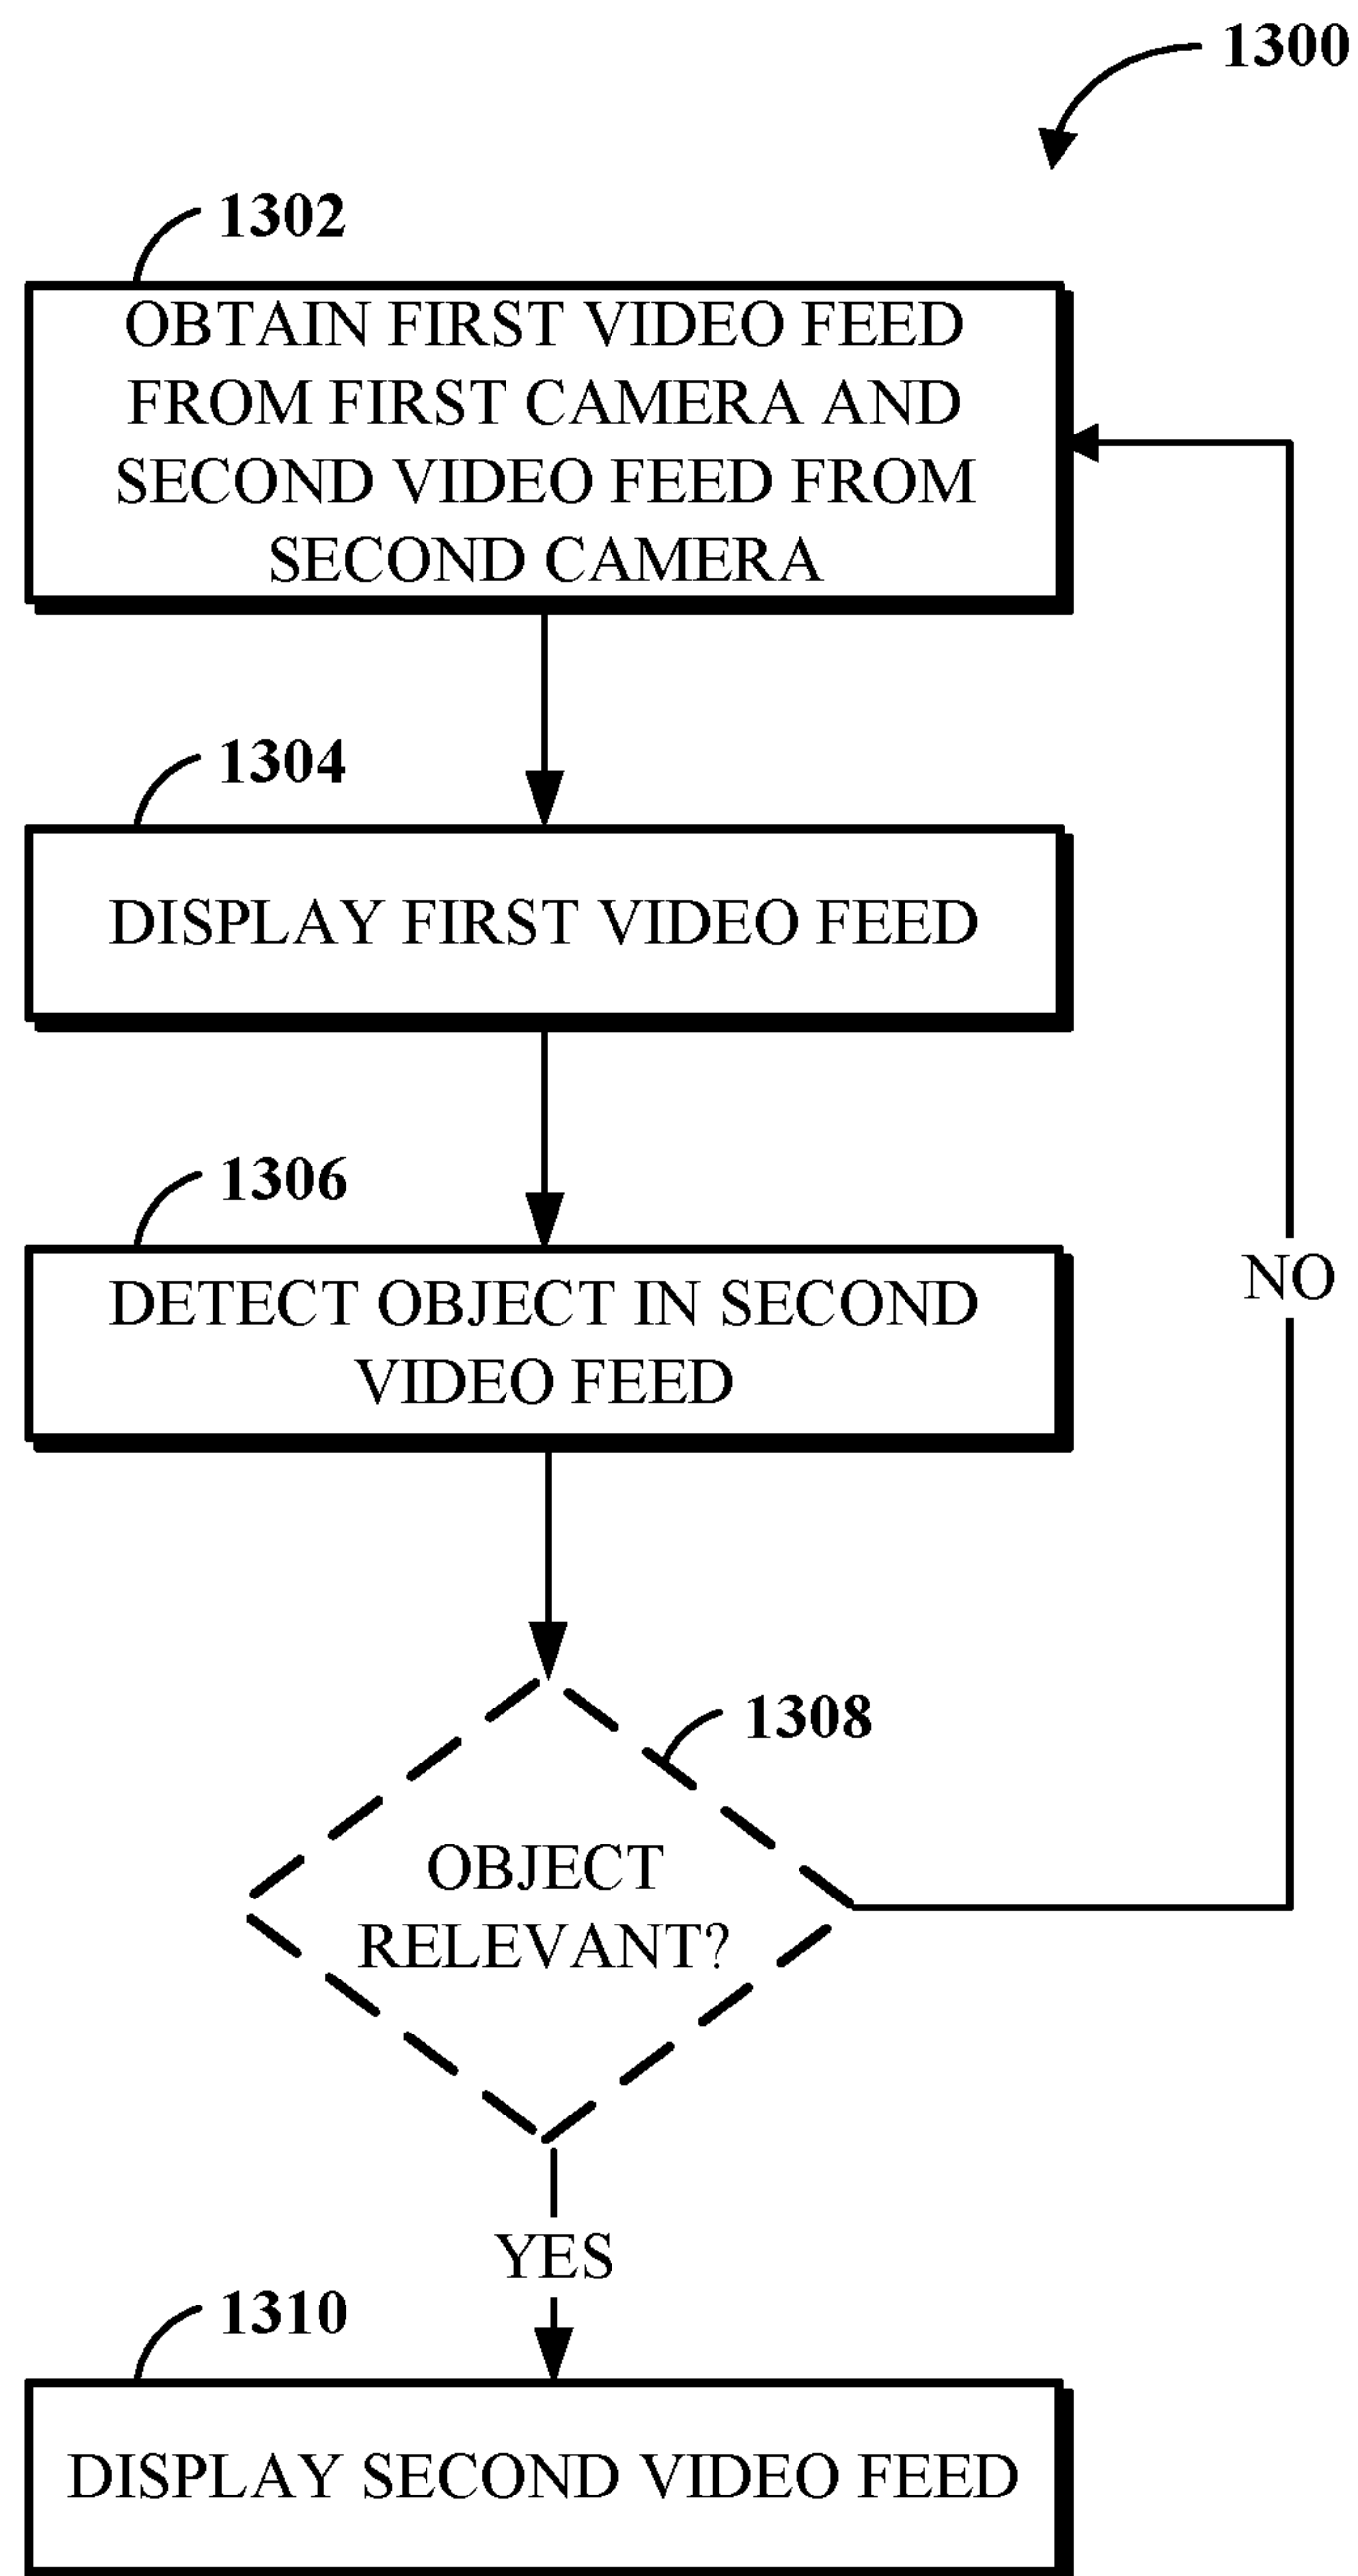 1300
1302
OBTAIN FIRST VIDEO FEED
FROM FIRST CAMERA AND
SECOND VIDEO FEED FROM
SECOND CAMERA
1304
DISPLAY FIRST VIDEO FEED
1306
DETECT OBJECT IN SECOND
VIDEO FEED
NO
1308
OBJECT
RELEVANT?
YES
1310
DISPLAY SECOND VIDEO FEED